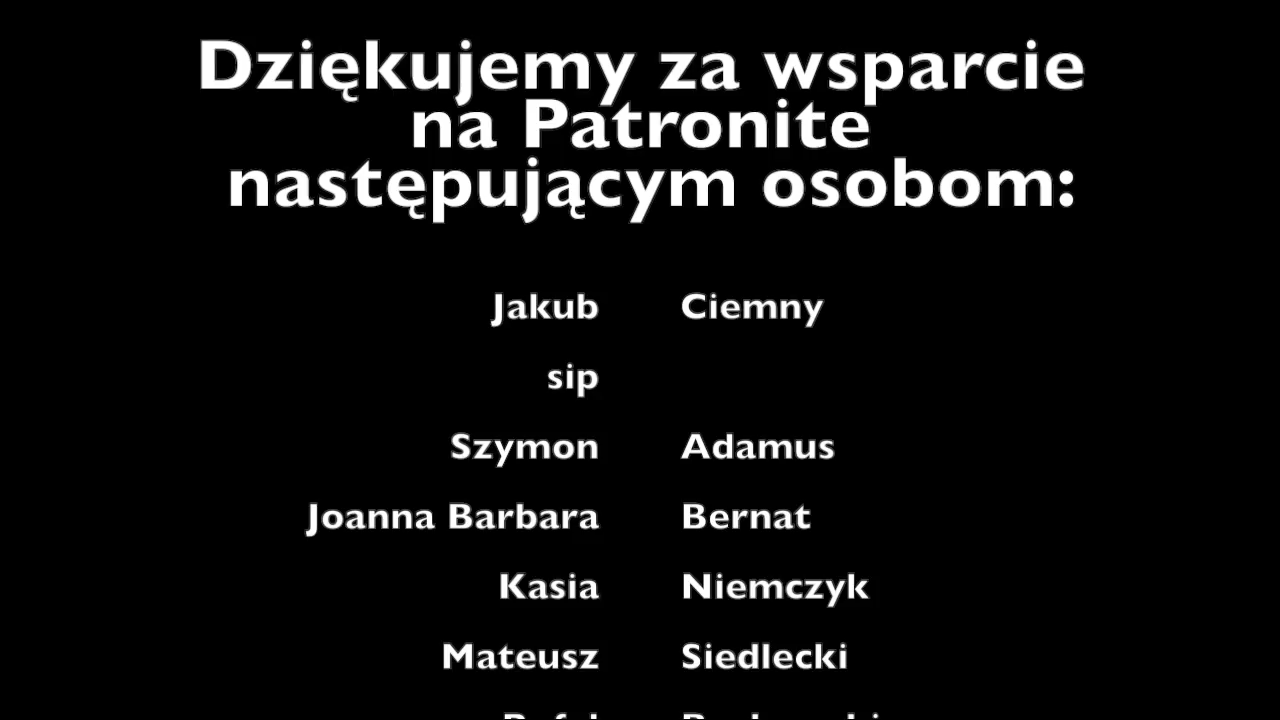 Dziękujemy za wsparcie
na Patronite
następującym osobom:
Jakub Ciemny
sip
Szymon Adamus
Joanna Barbara Bernat
Kasia Niemczyk
Mateusz Siedlecki